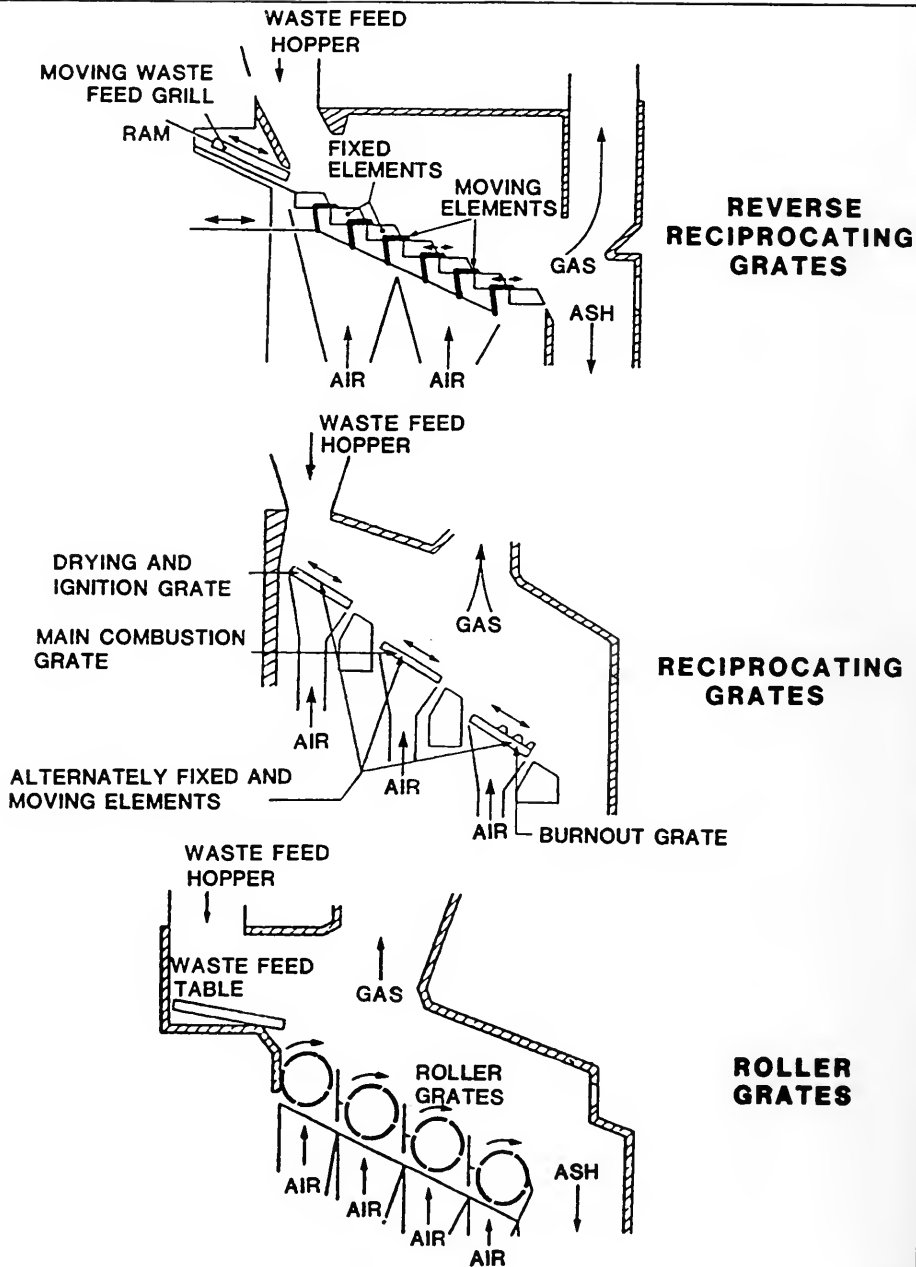 WASTE FEED
HOPPER
MOVING WASTE
FEED GRILL
RAM
FIXED
ELEMENTS
MOVING
ELEMENTS
GAS
ASH
AIR
AIR
REVERSE
RECIPROCATING
GRATES
WASTE FEED
HOPPER
DRYING AND
IGNITION GRATE
GAS
MAIN COMBUSTION
GRATE
RECIPROCATING
GRATES
AIR
AIR
ALTERNATELY FIXED AND
MOVING ELEMENTS
AIR
BURNOUT GRATE
WASTE FEED
HOPPER
WASTE FEED
TABLE
GAS
ROLLER
GRATES
ROLLER
GRATES
ASH
AIR
AIR
AIR
AIR